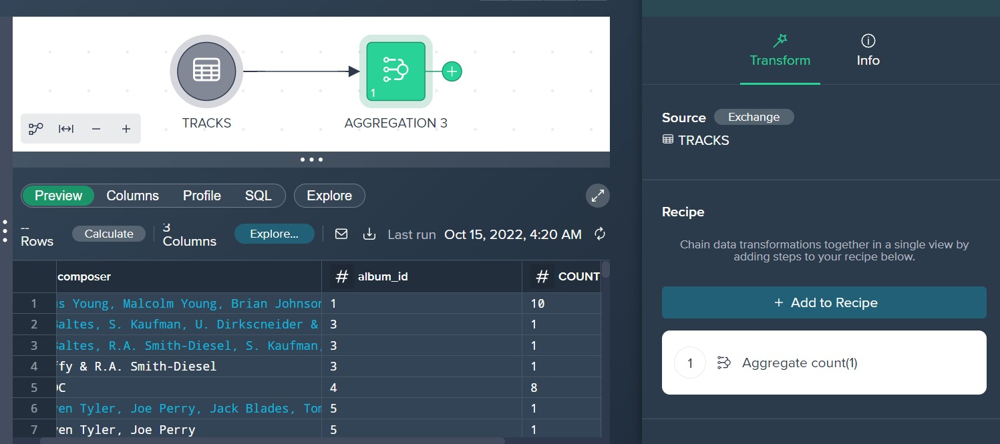 TRACKS
1
AGGREGATION 3
Preview
Columns
Profile
SQL
Explore
-- Rows
Calculate
3 Columns
Explore...
Last run Oct 15, 2022, 4:20 AM
composer # album_id # COUNT
1 Young, Malcolm Young, Brian Johnson 1 10
2 Baltes, S. Kaufman, U. Dirkscneider & 3 1
3 Baltes, R.A. Smith-Diesel, S. Kaufman, 3 1
4 ffy & R.A. Smith-Diesel 3 1
5 4 8
6 en Tyler, Joe Perry, Jack Blades, Tom 5 1
7 en Tyler, Joe Perry 5 1
Transform
Info
Source Exchange
TRACKS
Recipe
Chain data transformations together in a single view by
adding steps to your recipe below.
+ Add to Recipe
1 Aggregate count(1)